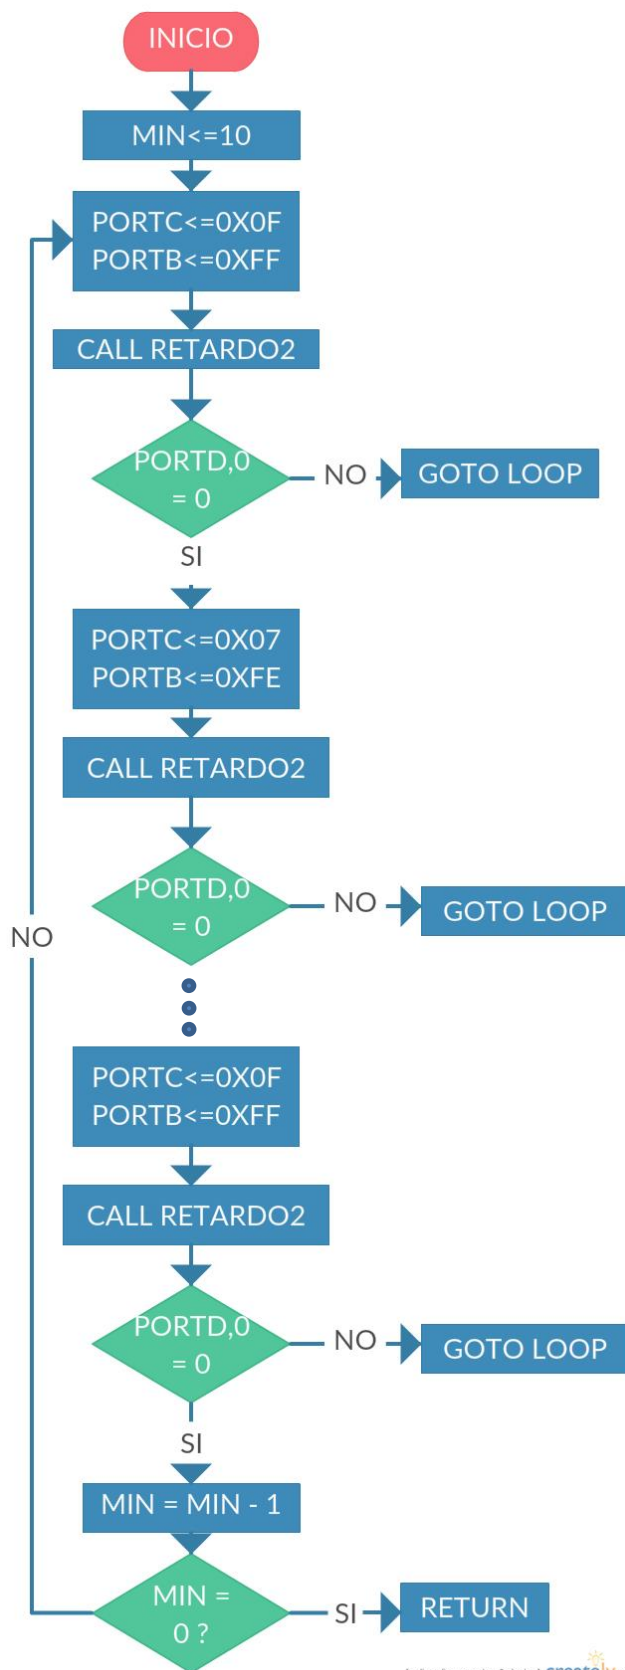 INICIO
MIN<=10
PORTC<=0X0F
PORTB<=0XFF
CALL RETARDO2
PORTD,0
= 0
NO
GOTO LOOP
SI
PORTC<=0X07
PORTB<=0XFE
CALL RETARDO2
PORTD,0
= 0
NO
GOTO LOOP
NO
PORTC<=0X0F
PORTB<=0XFF
CALL RETARDO2
PORTD,0
= 0
NO
GOTO LOOP
SI
MIN = MIN - 1
MIN =
0 ?
SI
RETURN